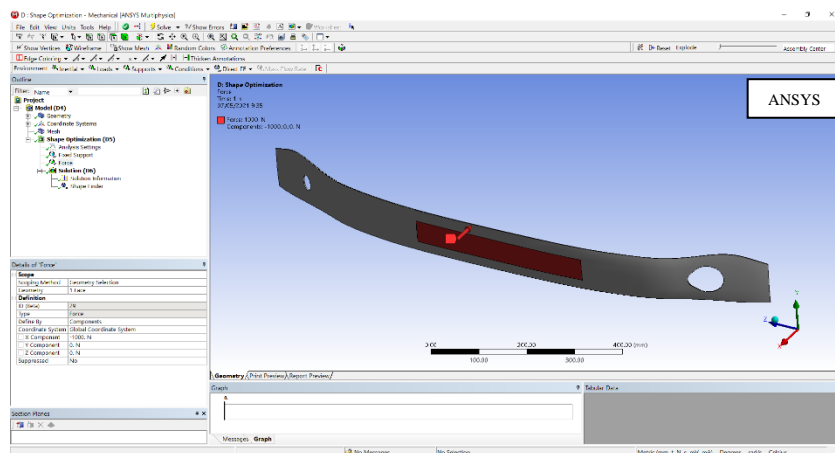 D : Shape Optimization - Mechanical [ANSYS Multiphysics]
File Edit View Units Tools Help Solve Show Errors
Show Vertices Wireframe Show Mesh Random Colors Annotation Preferences Reset Explode Assembly Center
Edge Coloring Thicken Annotations
Environment Inertial Loads Supports Conditions Direct FE Mass Flow Rate
Outline
Filter: Name
Project
Model (D4)
Geometry
Coordinate Systems
Mesh
Shape Optimization (D5)
Analysis Settings
Fixed Support
Force
Solution (D6)
Solution Information
Shape Finder
Details of "Force"
Scope
Scoping Method Geometry Selection
Geometry 1 Face
Definition
ID (Beta) 79
Type Force
Define By Components
Coordinate System Global Coordinate System
X Component -1000. N
Y Component 0. N
Z Component 0. N
Suppressed No
Section Planes
D: Shape Optimization
Force
Time: 1. s
Force: 1000. N
Components: -1000.,0.,0. N
ANSYS
Y
Z
X
0.00 200.00 400.00 (mm)
100.00 300.00
Geometry Print Preview Report Preview
Graph
Tabular Data
Messages Graph
No Messages No Selection